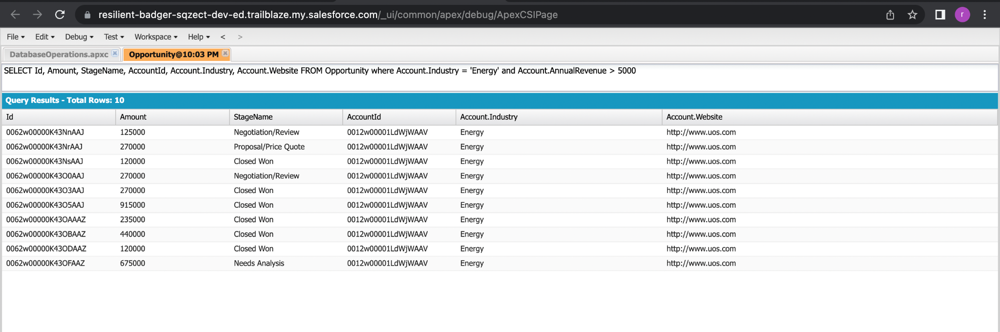 resilient-badger-sqzect-dev-ed.trailblaze.my.salesforce.com/_ui/common/apex/debug/ApexCSIPage r
File Edit Debug Test Workspace Help < >
DatabaseOperations.apxc Opportunity@10:03 PM
SELECT Id, Amount, StageName, AccountId, Account.Industry, Account.Website FROM Opportunity where Account.Industry = 'Energy' and Account.AnnualRevenue > 5000
Query Results - Total Rows: 10
Id Amount StageName AccountId Account.Industry Account.Website
0062w00000K43NnAAJ 125000 Negotiation/Review 0012w00001LdWjWAAV Energy http://www.uos.com
0062w00000K43NrAAJ 270000 Proposal/Price Quote 0012w00001LdWjWAAV Energy http://www.uos.com
0062w00000K43NsAAJ 120000 Closed Won 0012w00001LdWjWAAV Energy http://www.uos.com
0062w00000K43O0AAJ 270000 Negotiation/Review 0012w00001LdWjWAAV Energy http://www.uos.com
0062w00000K43O3AAJ 270000 Closed Won 0012w00001LdWjWAAV Energy http://www.uos.com
0062w00000K43O5AAJ 915000 Closed Won 0012w00001LdWjWAAV Energy http://www.uos.com
0062w00000K43OAAAZ 235000 Closed Won 0012w00001LdWjWAAV Energy http://www.uos.com
0062w00000K43OBAAZ 440000 Closed Won 0012w00001LdWjWAAV Energy http://www.uos.com
0062w00000K43ODAAZ 120000 Closed Won 0012w00001LdWjWAAV Energy http://www.uos.com
0062w00000K43OFAAZ 675000 Needs Analysis 0012w00001LdWjWAAV Energy http://www.uos.com